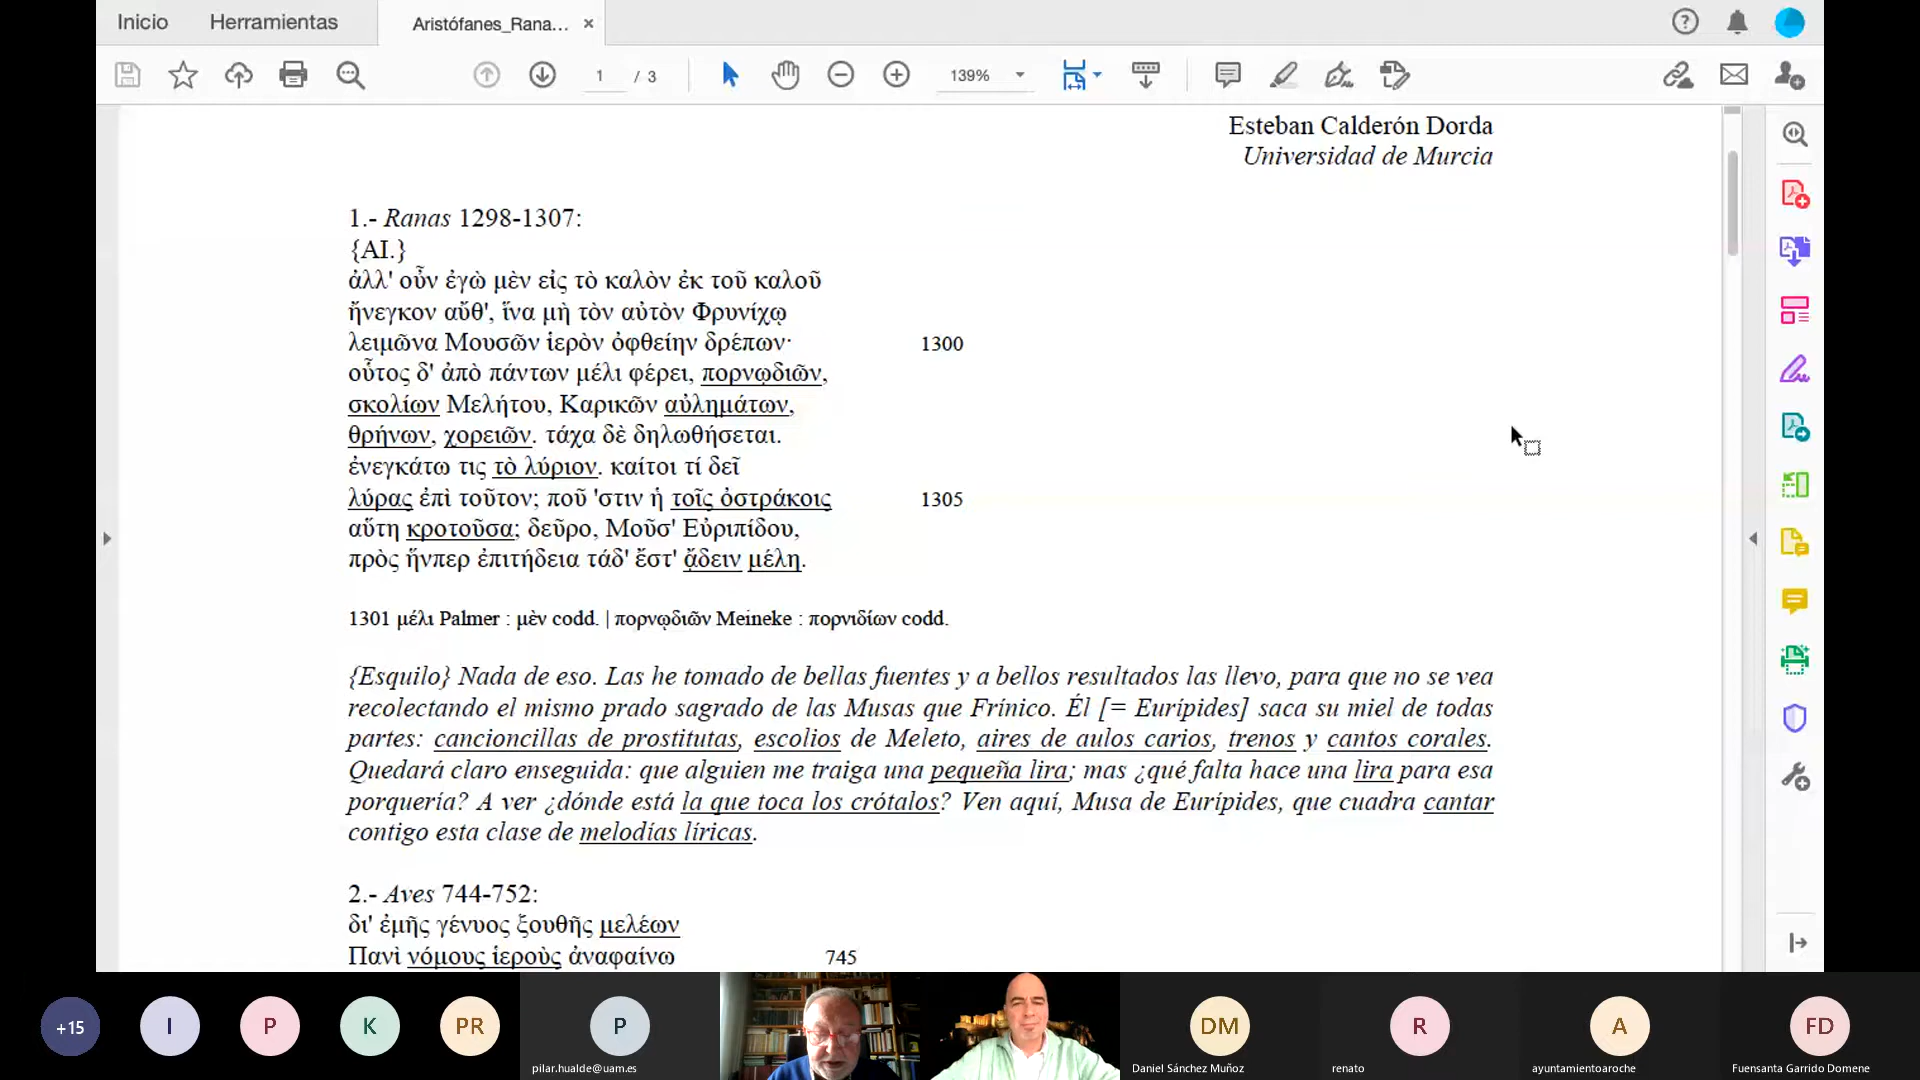 Inicio
Herramientas
Aristófanes_Rana...
1 / 3
139%
Esteban Calderón Dorda
Universidad de Murcia
1.- Ranas 1298-1307:
{ΑΙ.}
ἀλλ' οὖν ἐγὼ μὲν εἰς τὸ καλὸν ἐκ τοῦ καλοῦ
ἤνεγκον αὔθ', ἵνα μὴ τὸν αὐτὸν Φρυνίχῳ
λειμῶνα Μουσῶν ἱερὸν ὀφθείην δρέπων· 1300
οὗτος δ' ἀπὸ πάντων μέλι φέρει, πορνῳδιῶν,
σκολίων Μελήτου, Καρικῶν αὐλημάτων,
θρήνων, χορειῶν. τάχα δὲ δηλωθήσεται.
ἐνεγκάτω τις τὸ λύριον. καίτοι τί δεῖ
λύρας ἐπὶ τοῦτον; ποῦ 'στιν ἡ τοῖς ὀστράκοις 1305
αὕτη κροτοῦσα; δεῦρο, Μοῦσ' Εὐριπίδου,
πρὸς ἥνπερ ἐπιτήδεια τάδ' ἔστ' ᾄδειν μέλη.
1301 μέλι Palmer : μὲν codd. | πορνῳδιῶν Meineke : πορνιδίων codd.
{Esquilo} Nada de eso. Las he tomado de bellas fuentes y a bellos resultados las llevo, para que no se vea
recolectando el mismo prado sagrado de las Musas que Frínico. Él [= Eurípides] saca su miel de todas
partes: cancioncillas de prostitutas, escolios de Meleto, aires de aulos carios, trenos y cantos corales.
Quedará claro enseguida: que alguien me traiga una pequeña lira; mas ¿qué falta hace una lira para esa
porquería? A ver ¿dónde está la que toca los crótalos? Ven aquí, Musa de Eurípides, que cuadra cantar
contigo esta clase de melodías líricas.
2.- Aves 744-752:
δι' ἐμῆς γένυος ξουθῆς μελέων
Πανὶ νόμους ἱεροὺς ἀναφαίνω 745
+15
I
P
K
PR
P
DM
R
A
FD
pilar.hualde@uam.es
Daniel Sánchez Muñoz
renato
ayuntamientoaroche
Fuensanta Garrido Domene